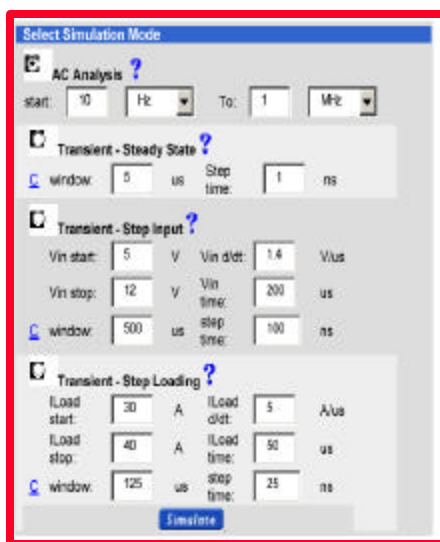 Select Simulation Mode
AC Analysis ?
start: 10 Hz To: 1 MHz
Transient - Steady State ?
C window: 5 us Step time: 1 ns
Transient - Step Input ?
Vin start: 5 V Vin d/dt: 1.4 V/us
Vin stop: 12 V Vin time: 200 us
C window: 500 us step time: 100 ns
Transient - Step Loading ?
ILoad start: 30 A ILoad d/dt: 5 A/us
ILoad stop: 40 A ILoad time: 50 us
C window: 125 us step time: 25 ns
Simulate